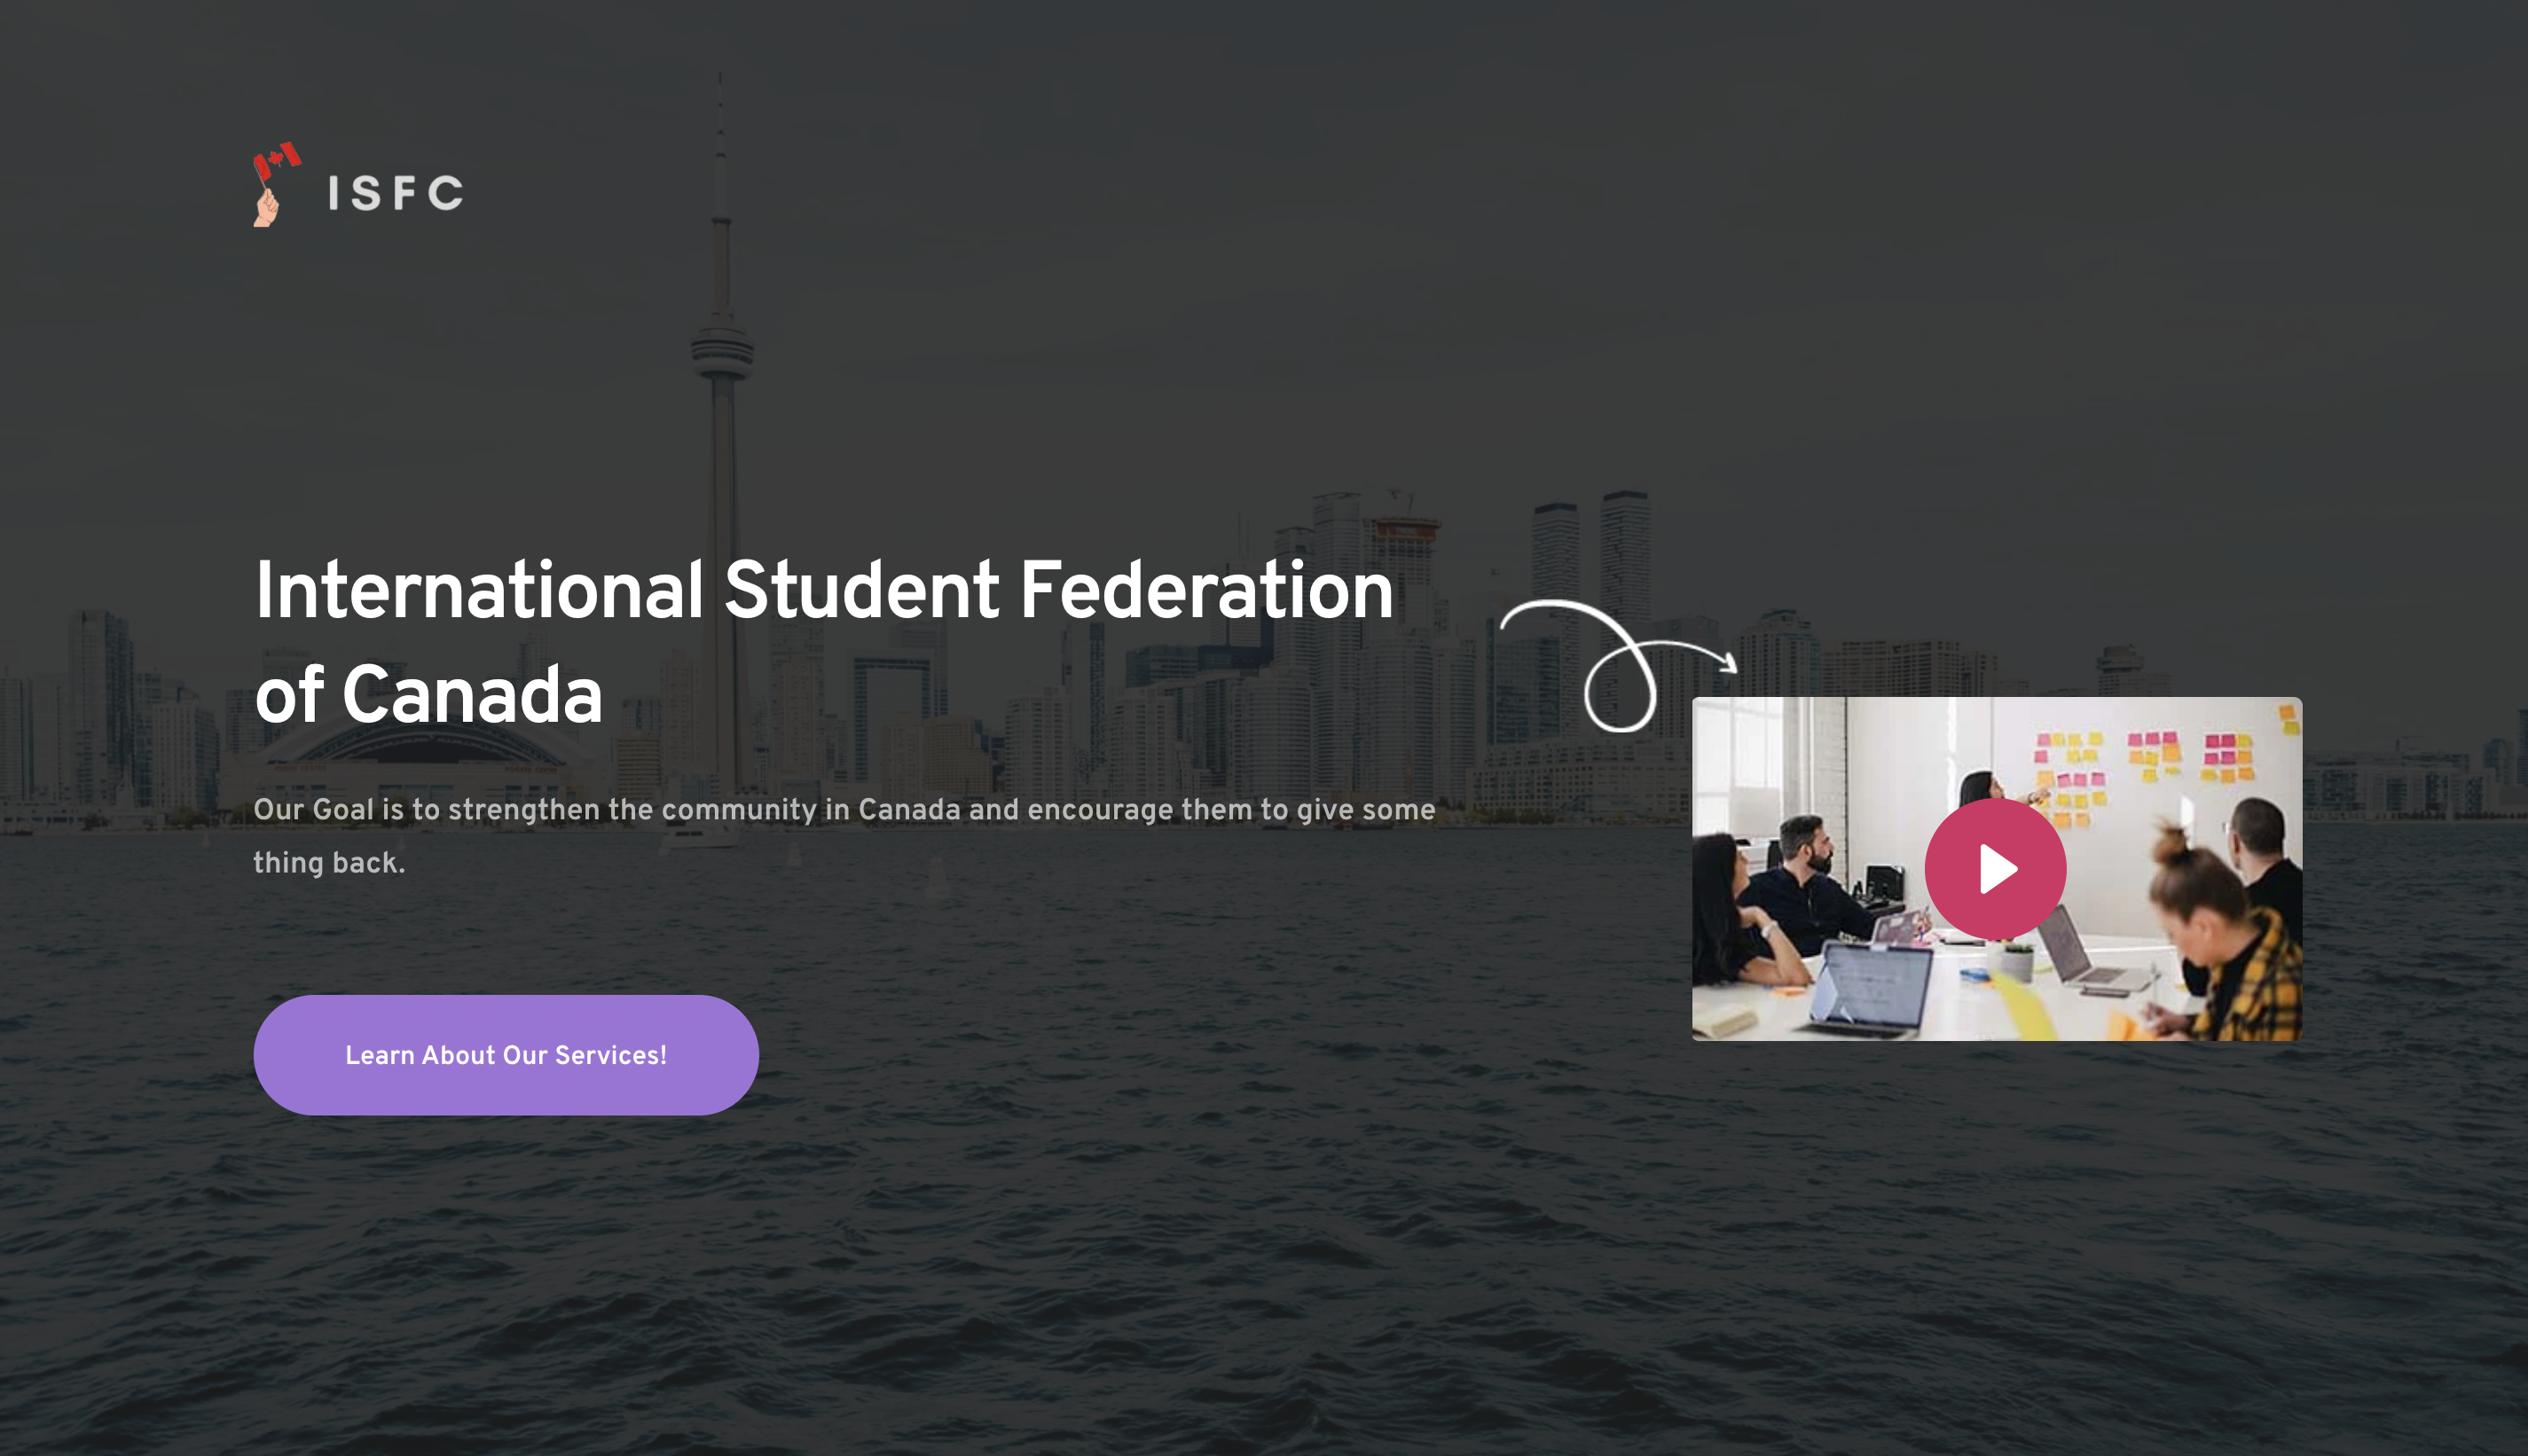 ISFC
International Student Federation
of Canada
Our Goal is to strengthen the community in Canada and encourage them to give some
thing back.
Learn About Our Services!